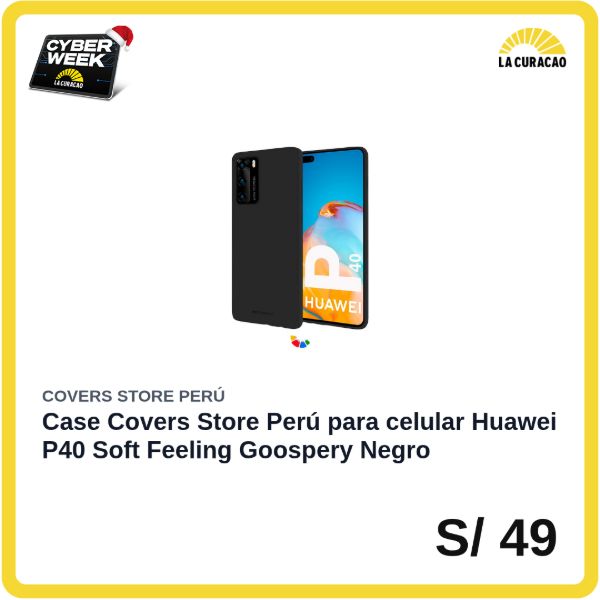 CYBER
WEEK
LA CURACAO
LA CURACAO
P40
HUAWEI
COVERS STORE PERÚ
Case Covers Store Perú para celular Huawei
P40 Soft Feeling Goospery Negro
S/ 49